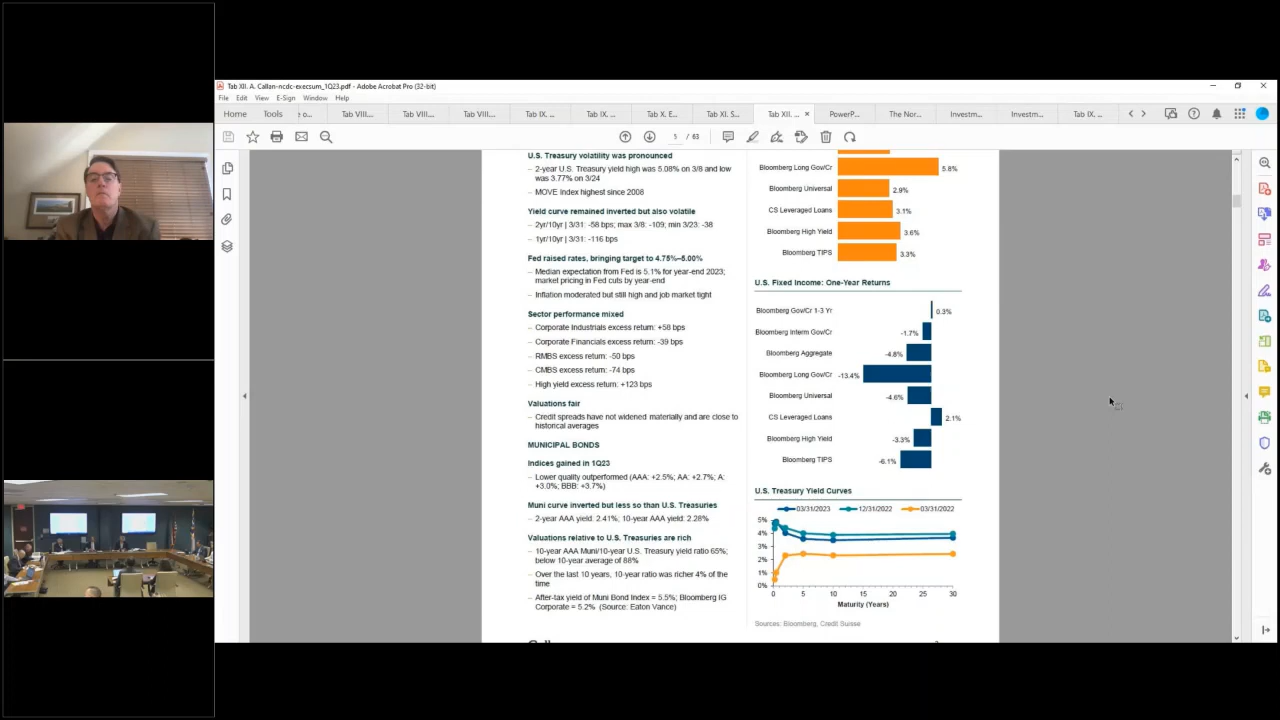 Tab XII. A. Callan-ncdc-execsum_1Q23.pdf - Adobe Acrobat Pro (32-bit)
File Edit View E-Sign Window Help
Home Tools e o... Tab VIII.... Tab VIII.... Tab VIII.... Tab IX. ... Tab IX. ... Tab X. E... Tab XI. S... Tab XII. ... × PowerP... The Nor... Investm... Investm... Tab IX. ...
5 / 63
U.S. Treasury volatility was pronounced
– 2-year U.S. Treasury yield high was 5.08% on 3/8 and low
was 3.77% on 3/24
– MOVE Index highest since 2008
Yield curve remained inverted but also volatile
– 2yr/10yr | 3/31: -58 bps; max 3/8: -109; min 3/23: -38
– 1yr/10yr | 3/31: -116 bps
Fed raised rates, bringing target to 4.75%–5.00%
– Median expectation from Fed is 5.1% for year-end 2023;
market pricing in Fed cuts by year-end
– Inflation moderated but still high and job market tight
Sector performance mixed
– Corporate Industrials excess return: +58 bps
– Corporate Financials excess return: -39 bps
– RMBS excess return: -50 bps
– CMBS excess return: -74 bps
– High yield excess return: +123 bps
Valuations fair
– Credit spreads have not widened materially and are close to
historical averages
MUNICIPAL BONDS
Indices gained in 1Q23
– Lower quality outperformed (AAA: +2.5%; AA: +2.7%; A:
+3.0%; BBB: +3.7%)
Muni curve inverted but less so than U.S. Treasuries
– 2-year AAA yield: 2.41%; 10-year AAA yield: 2.28%
Valuations relative to U.S. Treasuries are rich
– 10-year AAA Muni/10-year U.S. Treasury yield ratio 65%;
below 10-year average of 88%
– Over the last 10 years, 10-year ratio was richer 4% of the
time
– After-tax yield of Muni Bond Index = 5.5%; Bloomberg IG
Corporate = 5.2% (Source: Eaton Vance)
Bloomberg Long Gov/Cr 5.8%
Bloomberg Universal 2.9%
CS Leveraged Loans 3.1%
Bloomberg High Yield 3.6%
Bloomberg TIPS 3.3%
U.S. Fixed Income: One-Year Returns
Bloomberg Gov/Cr 1-3 Yr 0.3%
Bloomberg Interm Gov/Cr -1.7%
Bloomberg Aggregate -4.8%
Bloomberg Long Gov/Cr -13.4%
Bloomberg Universal -4.6%
CS Leveraged Loans 2.1%
Bloomberg High Yield -3.3%
Bloomberg TIPS -6.1%
U.S. Treasury Yield Curves
03/31/2023 12/31/2022 03/31/2022
5%
4%
3%
2%
1%
0%
0 5 10 15 20 25 30
Maturity (Years)
Sources: Bloomberg, Credit Suisse